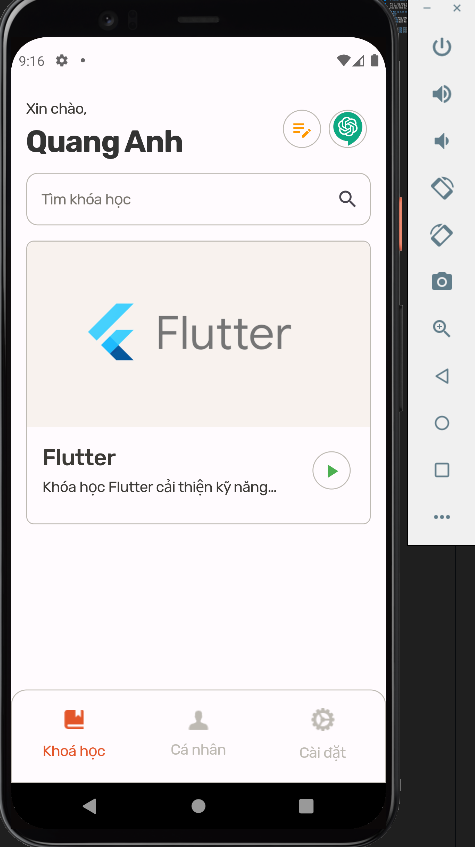 9:16
Xin chào,
Quang Anh
Tìm khóa học
Flutter
Flutter
Khóa học Flutter cải thiện kỹ năng...
Khoá học
Cá nhân
Cài đặt